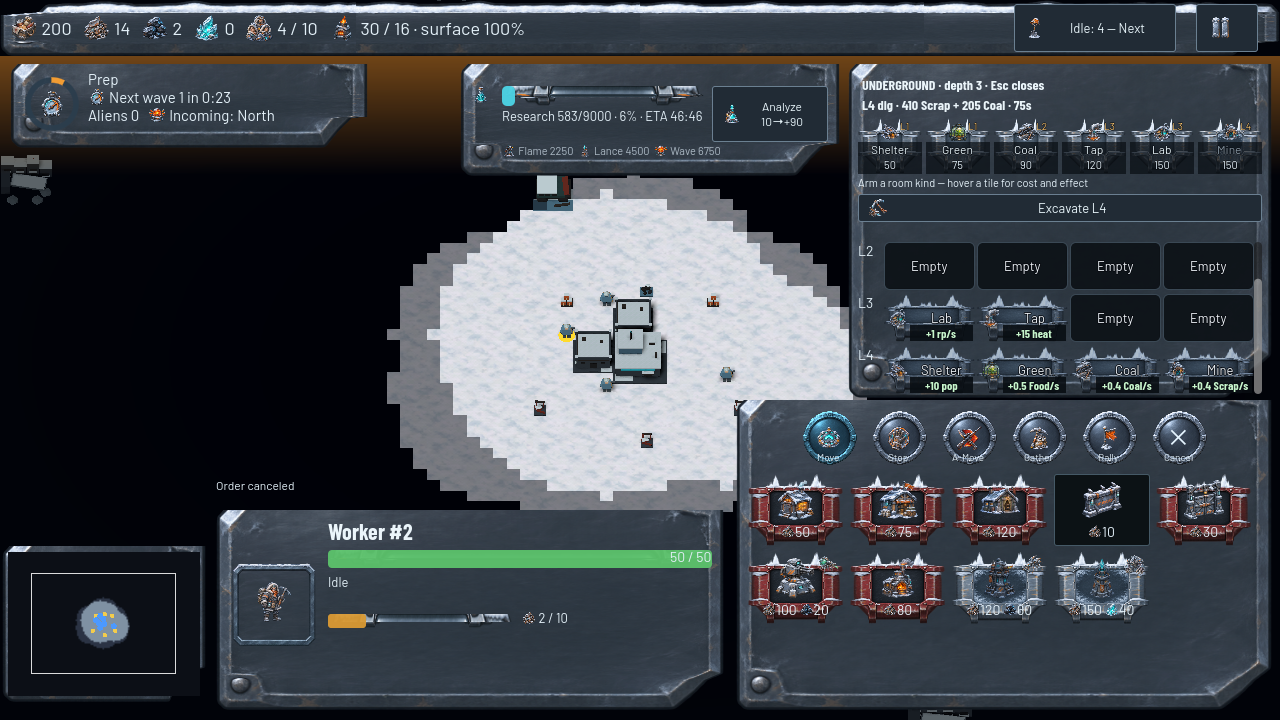 200 14 2 0 4 / 10 30 / 16 · surface 100%
Idle: 4 — Next
Prep
Next wave 1 in 0:23
Aliens 0 Incoming: North
Research 583/9000 · 6% · ETA 46:46
Flame 2250 Lance 4500 Wave 6750
Analyze
10→+90
UNDERGROUND · depth 3 · Esc closes
L4 dig · 410 Scrap + 205 Coal · 75s
1 2 3 4
Shelter Green Coal Tap Lab Mine
50 75 90 120 150 150
Arm a room kind — hover a tile for cost and effect
Excavate L4
L2 Empty Empty Empty Empty
L3 Lab Tap Empty Empty
+1 rp/s +15 heat
L4 Shelter Green Coal Mine
+10 pop +0.5 Food/s +0.4 Coal/s +0.4 Scrap/s
Move Stop A-Move Gather Rally Cancel
50 75 120 10 30
100 20 80 120 60 150 40
Order canceled
Worker #2
50 / 50
Idle
2 / 10